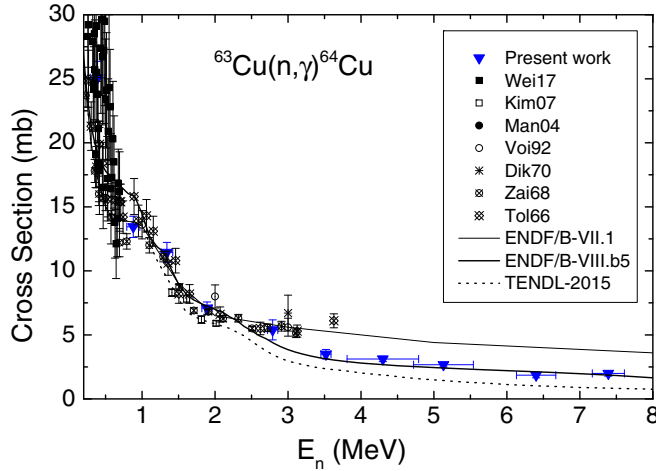 30
25
20
15
10
5
0
Cross Section (mb)
⁶³Cu(n,γ)⁶⁴Cu
Present work
Wei17
Kim07
Man04
Voi92
Dik70
Zai68
Tol66
ENDF/B-VII.1
ENDF/B-VIII.b5
TENDL-2015
1 2 3 4 5 6 7 8
Eₙ (MeV)